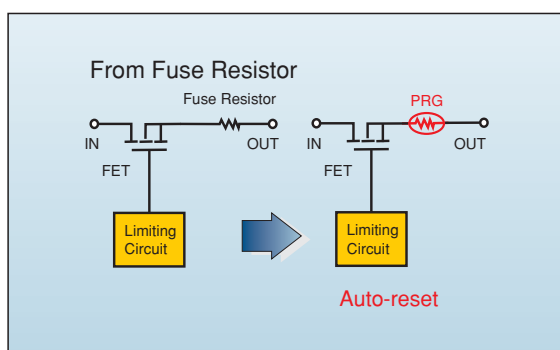 From Fuse Resistor
Fuse Resistor
IN
OUT
FET
Limiting
Circuit
PRG
IN
OUT
FET
Limiting
Circuit
Auto-reset